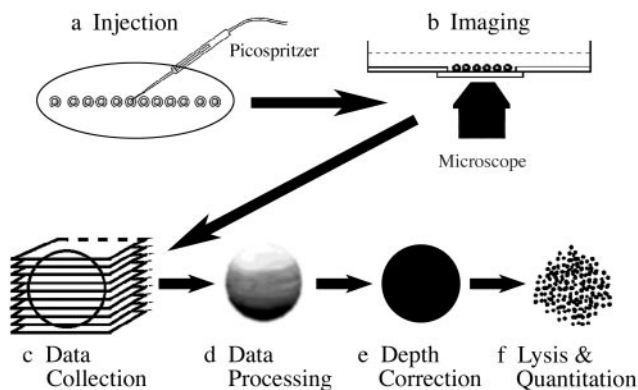 a Injection
Picospritzer
b Imaging
Microscope
c Data
Collection
d Data
Processing
e Depth
Correction
f Lysis &
Quantitation